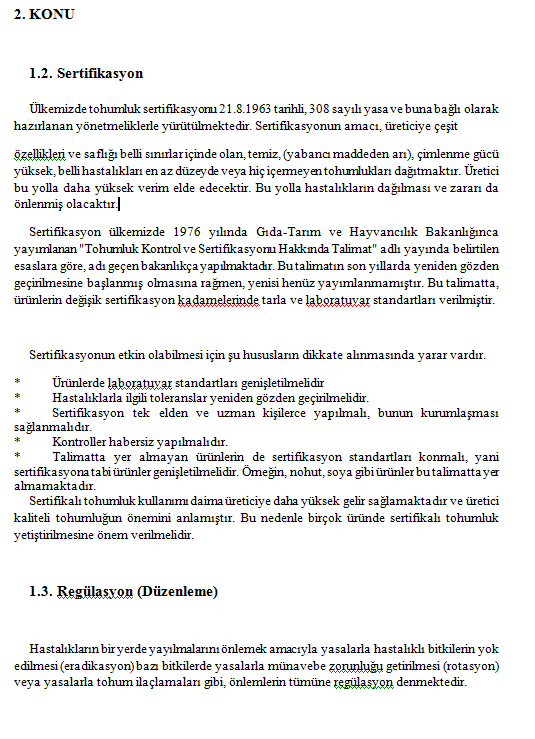 2. KONU
1.2. Sertifikasyon
Ülkemizde tohumluk sertifikasyonu 21.8.1963 tarihli, 308 sayılı yasa ve buna bağlı olarak
hazırlanan yönetmeliklerle yürütülmektedir. Sertifikasyonun amacı, üreticiye çeşit
özellikleri ve saflığı belli sınırlar içinde olan, temiz, (yabancı maddeden arı), çimlenme gücü
yüksek, belli hastalıkları en az düzeyde veya hiç içermeyen tohumlukları dağıtmaktır. Üretici
bu yolla daha yüksek verim elde edecektir. Bu yolla hastalıkların dağılması ve zararı da
önlenmiş olacaktır.
Sertifikasyon ülkemizde 1976 yılında Gıda-Tarım ve Hayvancılık Bakanlığınca
yayımlanan "Tohumluk Kontrol ve Sertifikasyonu Hakkında Talimat" adlı yayında belirtilen
esaslara göre, adı geçen bakanlıkça yapılmaktadır. Bu talimatın son yıllarda yeniden gözden
geçirilmesine başlanmış olmasına rağmen, yenisi henüz yayımlanmamıştır. Bu talimatta,
ürünlerin değişik sertifikasyon kadamelerinde tarla ve laboratuvar standartları verilmiştir.
Sertifikasyonun etkin olabilmesi için şu hususların dikkate alınmasında yarar vardır.
* Ürünlerde laboratuvar standartları genişletilmelidir
* Hastalıklarla ilgili toleranslar yeniden gözden geçirilmelidir.
* Sertifikasyon tek elden ve uzman kişilerce yapılmalı, bunun kurumlaşması
sağlanmalıdır.
* Kontroller habersiz yapılmalıdır.
* Talimatta yer almayan ürünlerin de sertifikasyon standartları konmalı, yani
sertifikasyona tabi ürünler genişletilmelidir. Örneğin, nohut, soya gibi ürünler bu talimatta yer
almamaktadır.
Sertifikalı tohumluk kullanımı daima üreticiye daha yüksek gelir sağlamaktadır ve üretici
kaliteli tohumluğun önemini anlamıştır. Bu nedenle birçok üründe sertifikalı tohumluk
yetiştirilmesine önem verilmelidir.
1.3. Regülasyon (Düzenleme)
Hastalıkların bir yerde yayılmalarını önlemek amacıyla yasalarla hastalıklı bitkilerin yok
edilmesi (eradikasyon) bazı bitkilerde yasalarla münavebe zorunluğu getirilmesi (rotasyon)
veya yasalarla tohum ilaçlamaları gibi, önlemlerin tümüne regülasyon denmektedir.